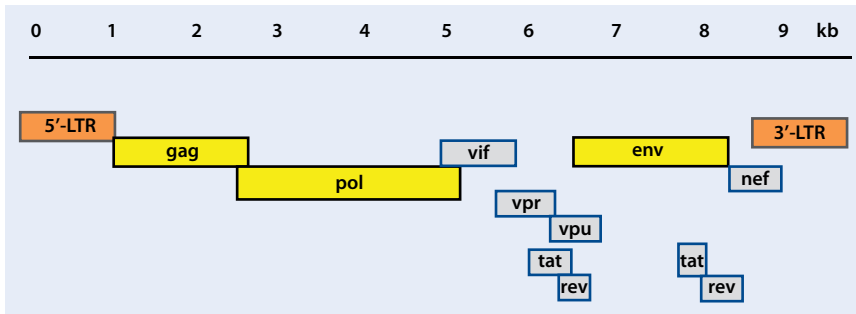 0 1 2 3 4 5 6 7 8 9 kb
5′-LTR
3′-LTR
gag
vif
env
pol
nef
vpr
vpu
tat
tat
rev
rev